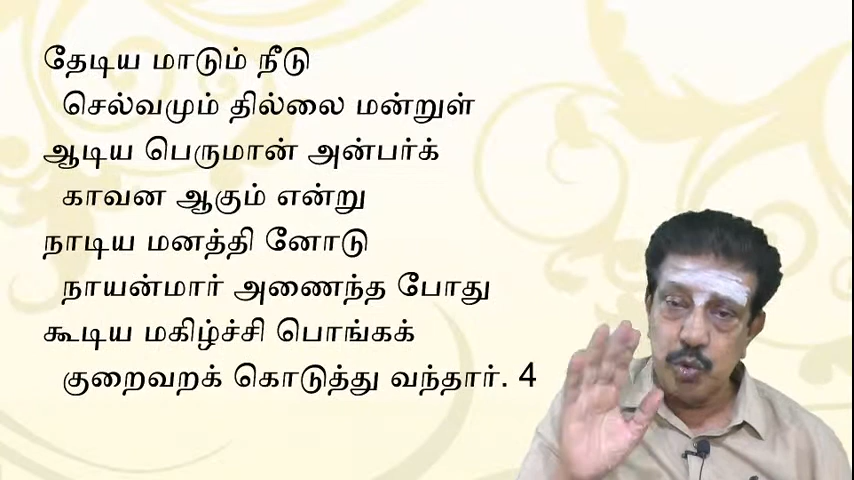 தேடிய மாடும் நீடு
செல்வமும் தில்லை மன்றுள்
ஆடிய பெருமான் அன்பர்க்
காவன ஆகும் என்று
நாடிய மனத்தி னோடு
நாயன்மார் அணைந்த போது
கூடிய மகிழ்ச்சி பொங்கக்
குறைவறக் கொடுத்து வந்தார். 4